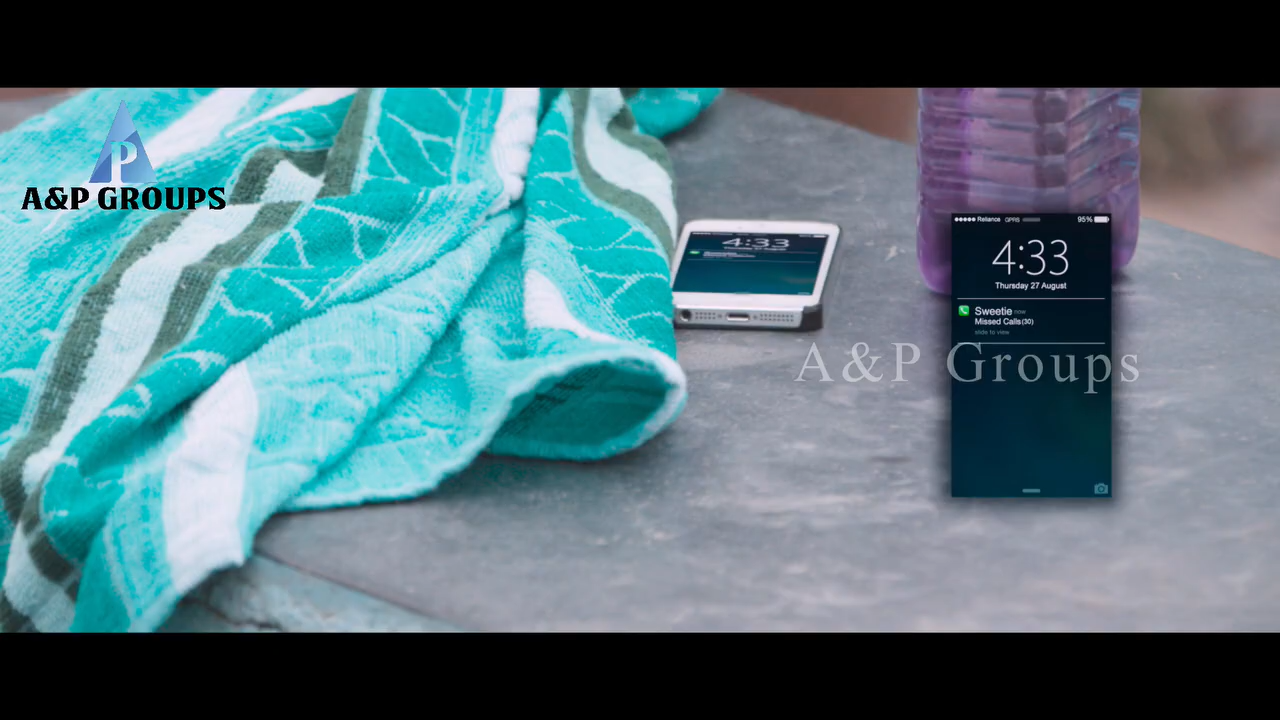 P
A&P GROUPS
4:33
Reliance GPRS 95%
4:33
Thursday 27 August
Sweetie now
Missed Calls(30)
slide to view
A&P Groups